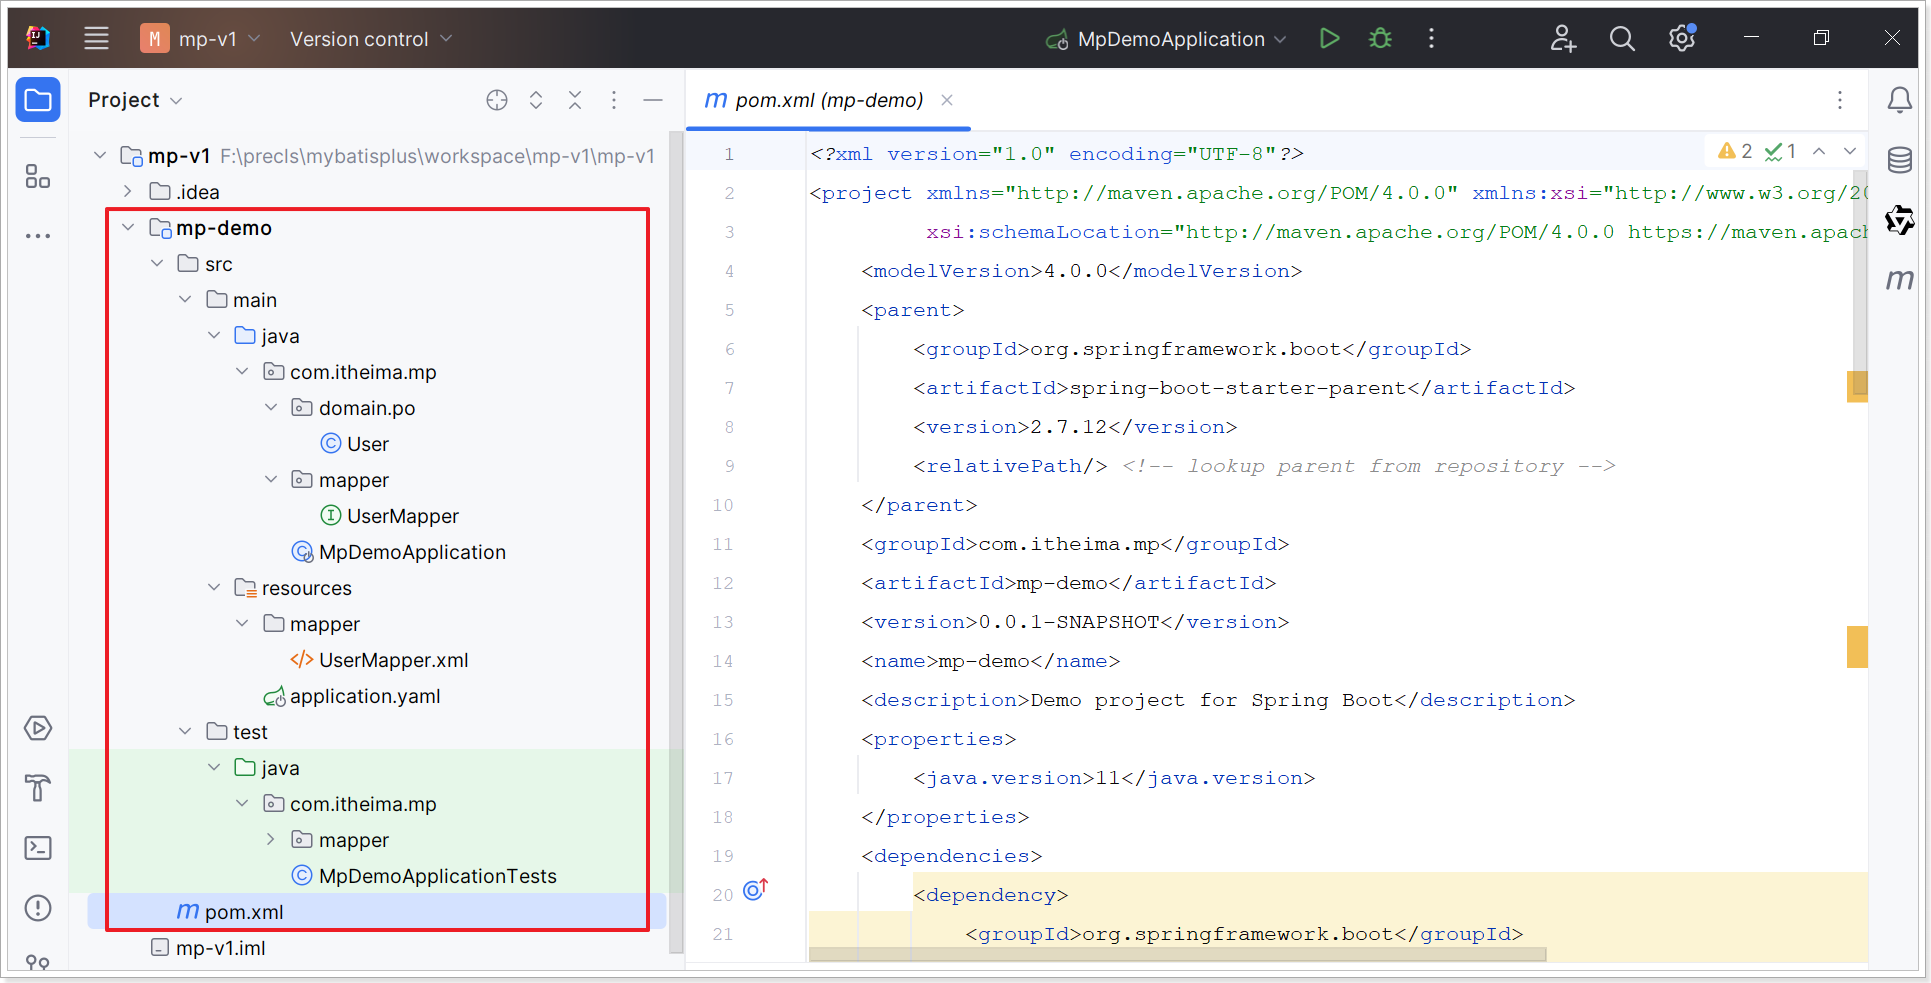 M mp-v1 Version control MpDemoApplication
Project
mp-v1 F:\precls\mybatisplus\workspace\mp-v1\mp-v1
.idea
mp-demo
src
main
java
com.itheima.mp
domain.po
User
mapper
UserMapper
MpDemoApplication
resources
mapper
UserMapper.xml
application.yaml
test
java
com.itheima.mp
mapper
MpDemoApplicationTests
pom.xml
mp-v1.iml
pom.xml (mp-demo)
2 1
1 <?xml version="1.0" encoding="UTF-8"?>
2 <project xmlns="http://maven.apache.org/POM/4.0.0" xmlns:xsi="http://www.w3.org/20
3 xsi:schemaLocation="http://maven.apache.org/POM/4.0.0 https://maven.apach
4 <modelVersion>4.0.0</modelVersion>
5 <parent>
6 <groupId>org.springframework.boot</groupId>
7 <artifactId>spring-boot-starter-parent</artifactId>
8 <version>2.7.12</version>
9 <relativePath/> <!-- lookup parent from repository -->
10 </parent>
11 <groupId>com.itheima.mp</groupId>
12 <artifactId>mp-demo</artifactId>
13 <version>0.0.1-SNAPSHOT</version>
14 <name>mp-demo</name>
15 <description>Demo project for Spring Boot</description>
16 <properties>
17 <java.version>11</java.version>
18 </properties>
19 <dependencies>
20 <dependency>
21 <groupId>org.springframework.boot</groupId>